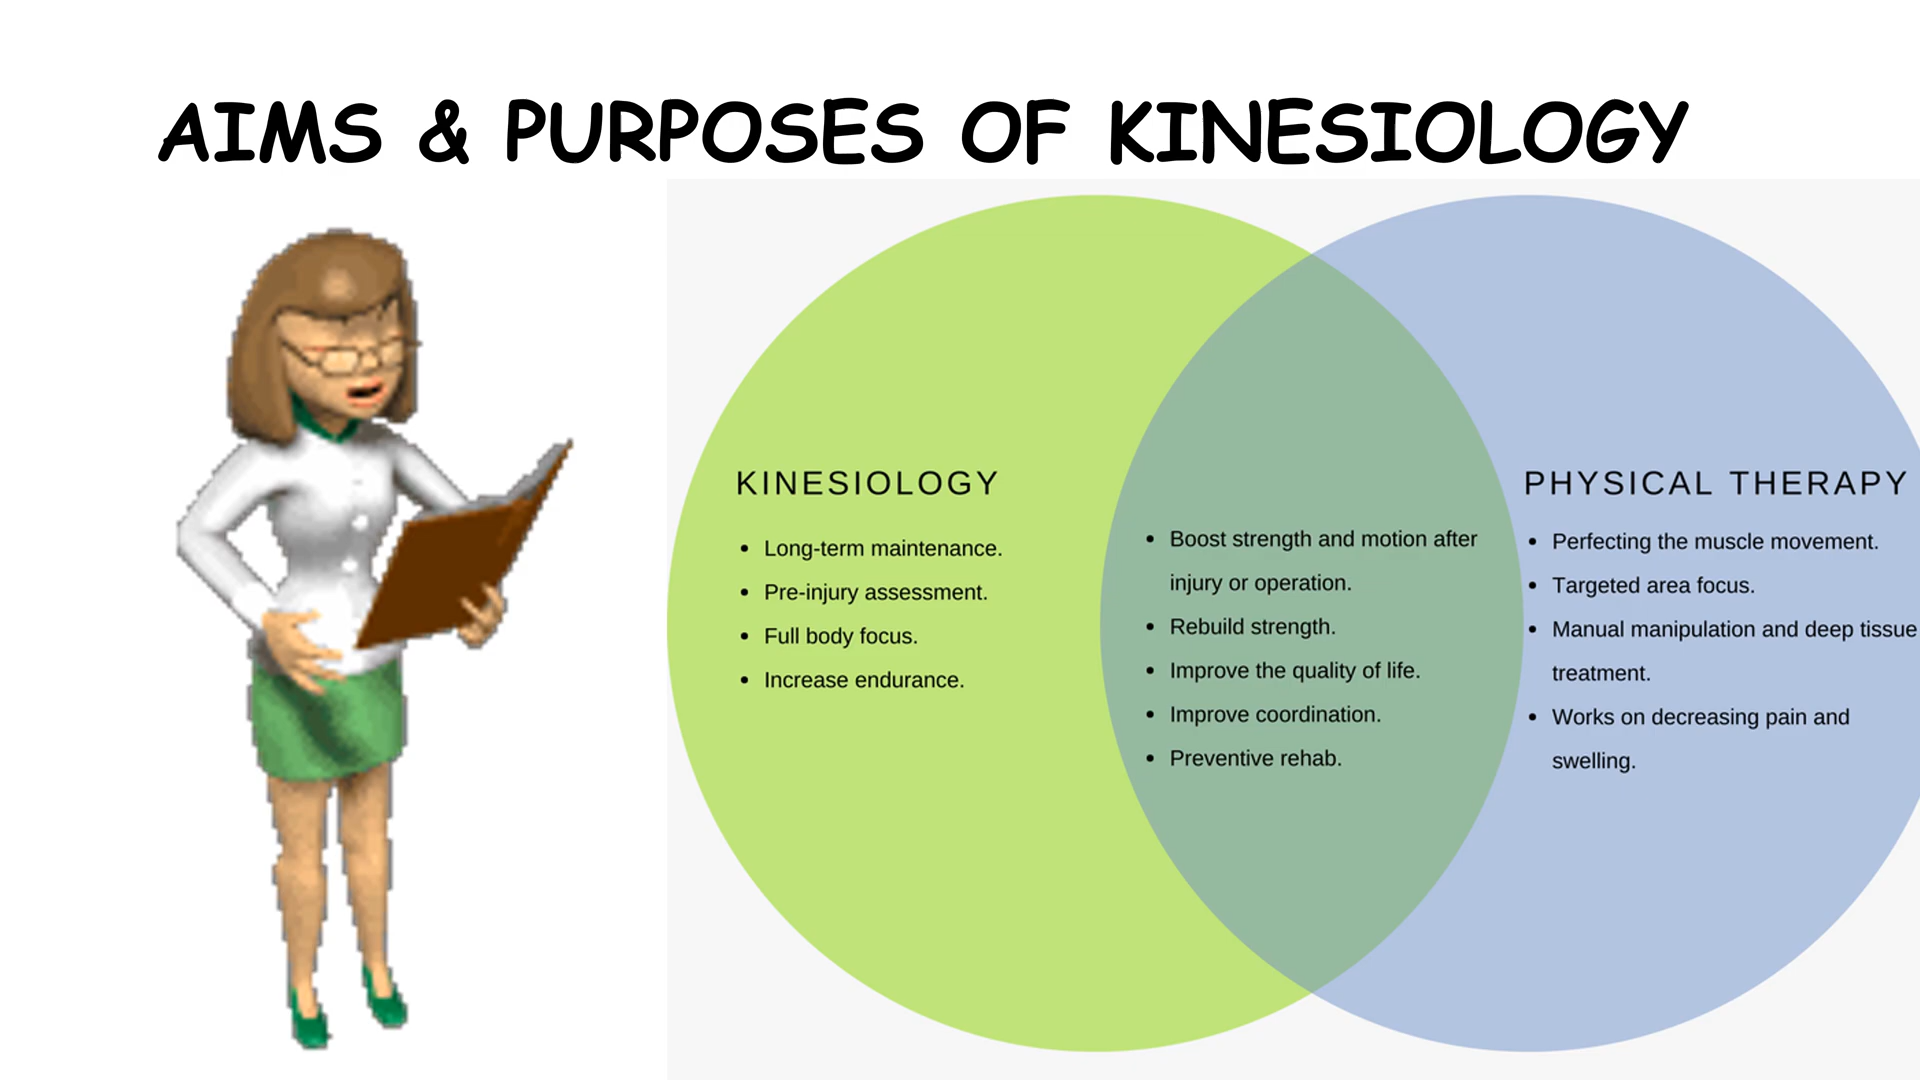 AIMS & PURPOSES OF KINESIOLOGY
KINESIOLOGY
• Long-term maintenance.
• Pre-injury assessment.
• Full body focus.
• Increase endurance.
• Boost strength and motion after
injury or operation.
• Rebuild strength.
• Improve the quality of life.
• Improve coordination.
• Preventive rehab.
PHYSICAL THERAPY
• Perfecting the muscle movement.
• Targeted area focus.
• Manual manipulation and deep tissue
treatment.
• Works on decreasing pain and
swelling.